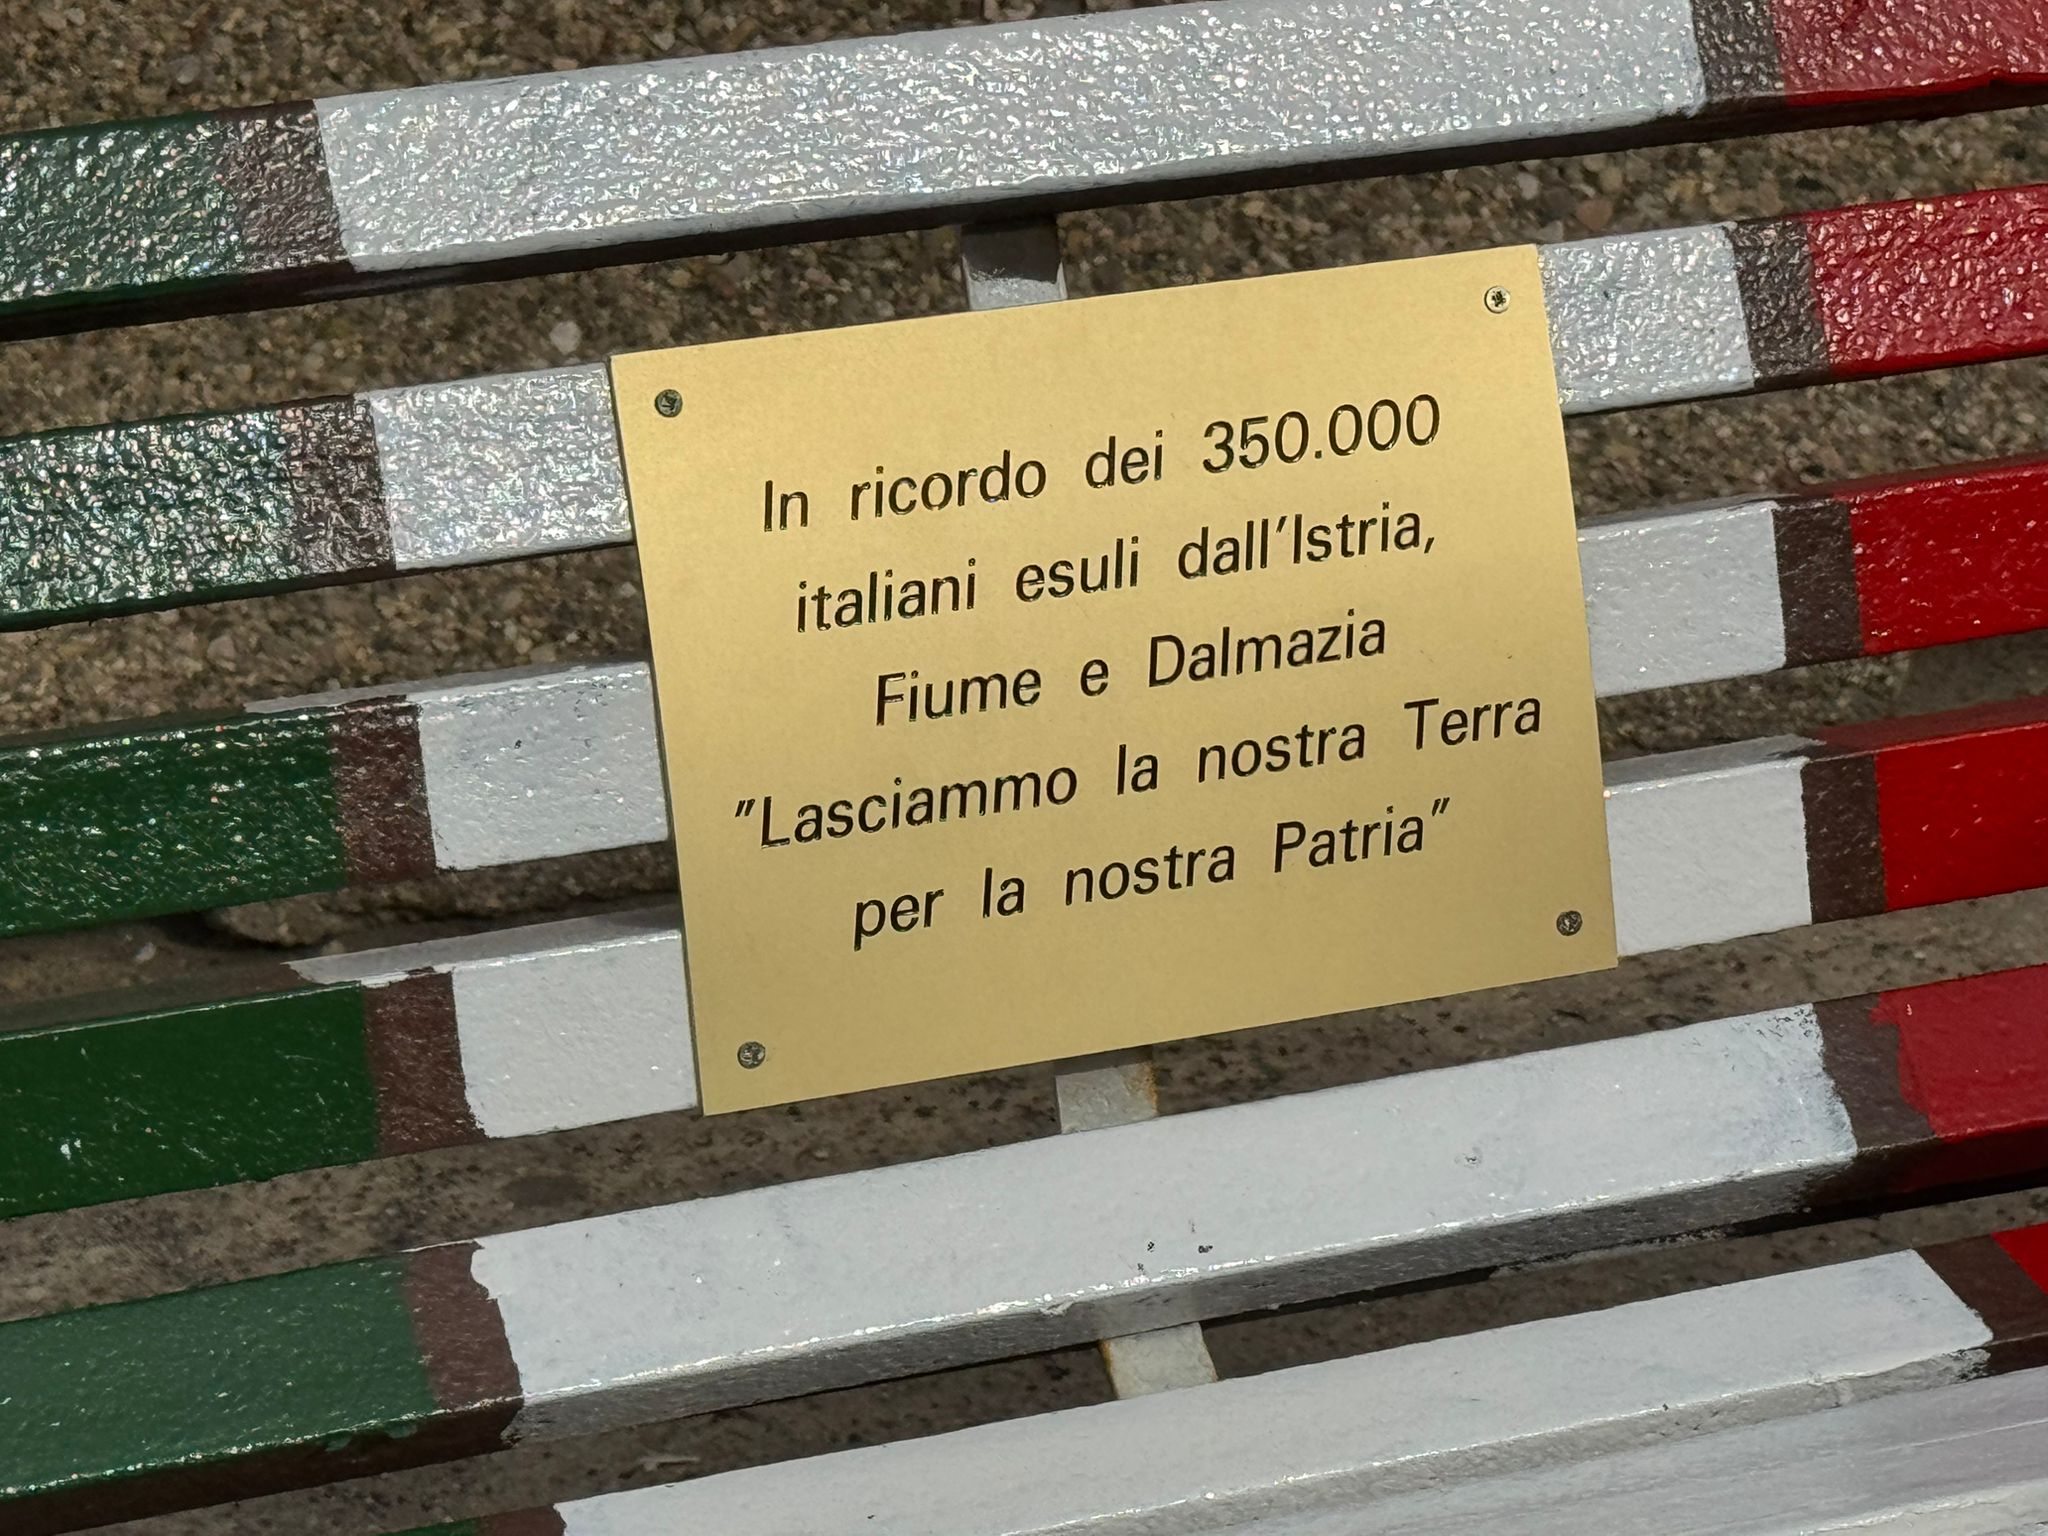 In ricordo dei 350.000
italiani esuli dall'Istria,
Fiume e Dalmazia
"Lasciammo la nostra Terra
per la nostra Patria"